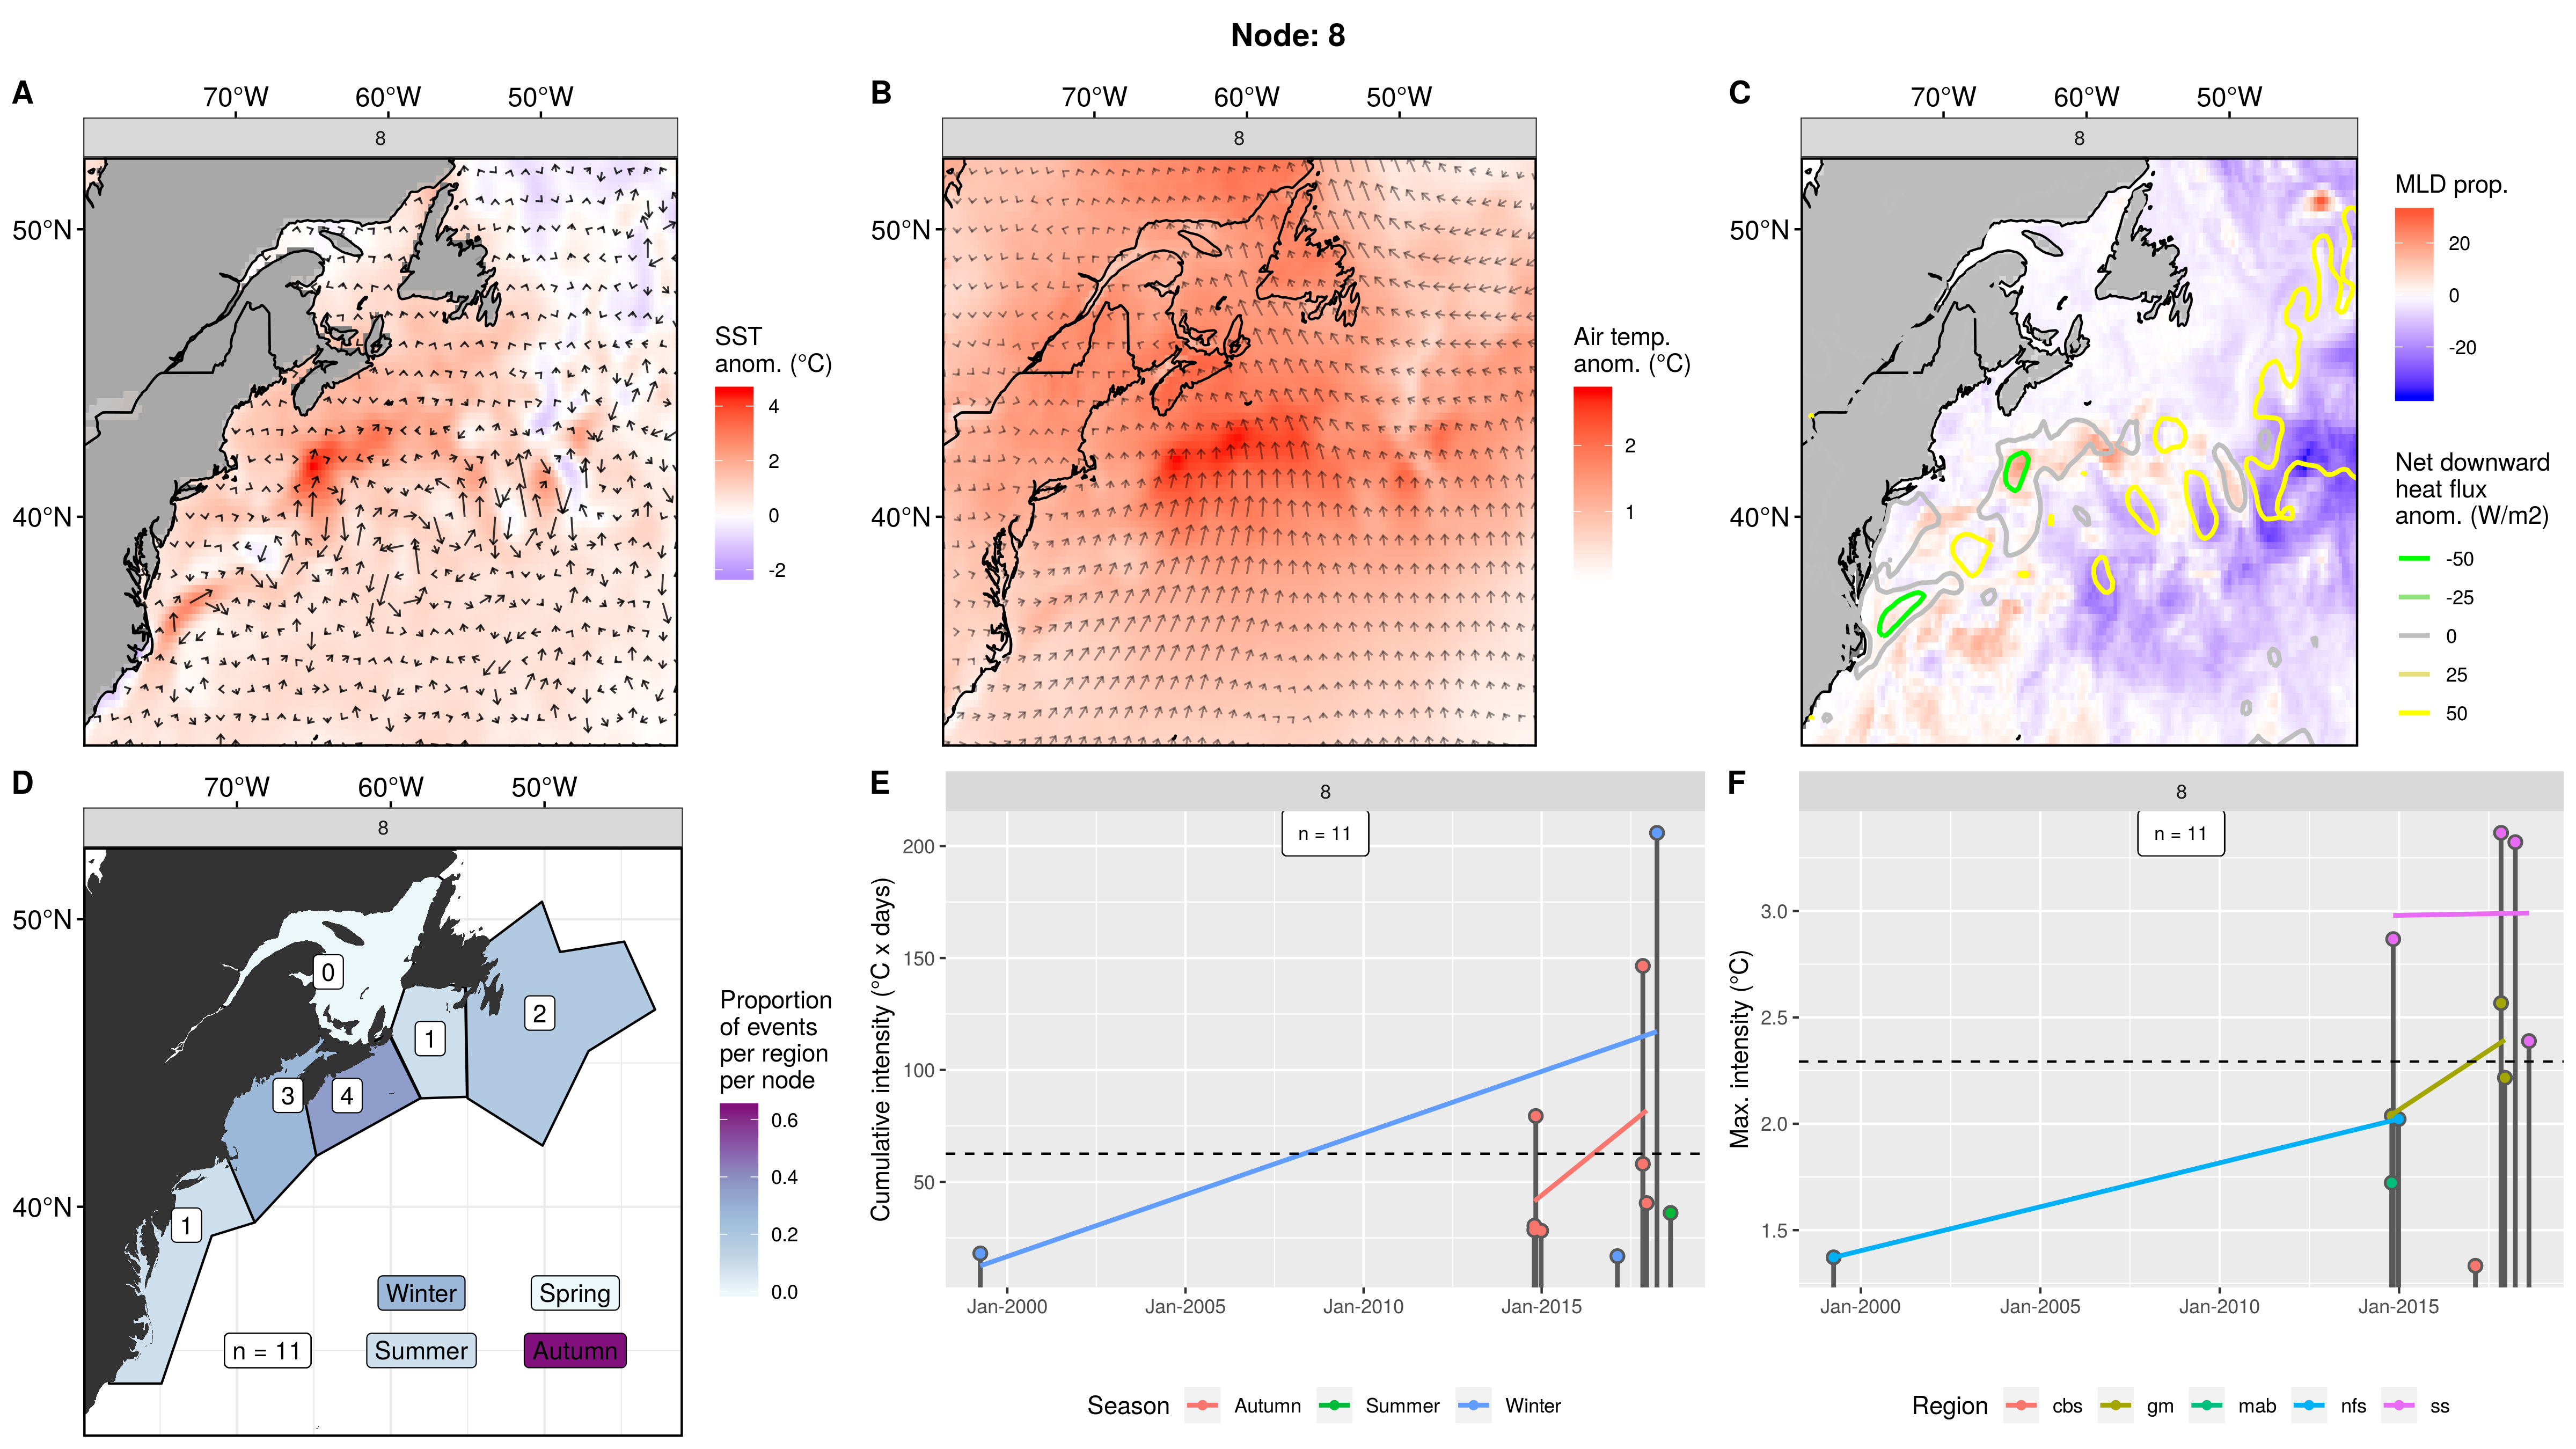 Node: 8
A
70°W 60°W 50°W
8
50°N
40°N
SST
anom. (°C)
4
2
0
-2
B
70°W 60°W 50°W
8
50°N
40°N
Air temp.
anom. (°C)
2
1
C
70°W 60°W 50°W
8
50°N
40°N
MLD prop.
20
0
-20
Net downward
heat flux
anom. (W/m2)
-50
-25
0
25
50
D
70°W 60°W 50°W
8
50°N
40°N
0
1
2
3
4
1
Winter Spring
n = 11 Summer Autumn
Proportion
of events
per region
per node
0.6
0.4
0.2
0.0
E
8
n = 11
Cumulative intensity (°C x days)
200
150
100
50
Jan-2000 Jan-2005 Jan-2010 Jan-2015
Season Autumn Summer Winter
F
8
n = 11
Max. intensity (°C)
3.0
2.5
2.0
1.5
Jan-2000 Jan-2005 Jan-2010 Jan-2015
Region cbs gm mab nfs ss